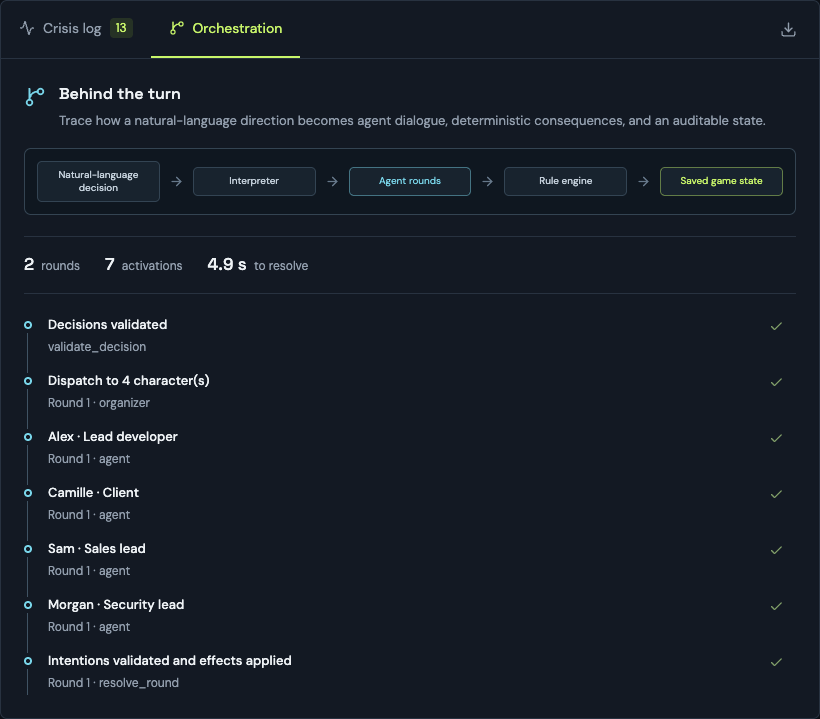 Crisis log 13 Orchestration
Behind the turn
Trace how a natural-language direction becomes agent dialogue, deterministic consequences, and an auditable state.
Natural-language
decision
Interpreter
Agent rounds
Rule engine
Saved game state
2 rounds 7 activations 4.9 s to resolve
Decisions validated
validate_decision
Dispatch to 4 character(s)
Round 1 · organizer
Alex · Lead developer
Round 1 · agent
Camille · Client
Round 1 · agent
Sam · Sales lead
Round 1 · agent
Morgan · Security lead
Round 1 · agent
Intentions validated and effects applied
Round 1 · resolve_round